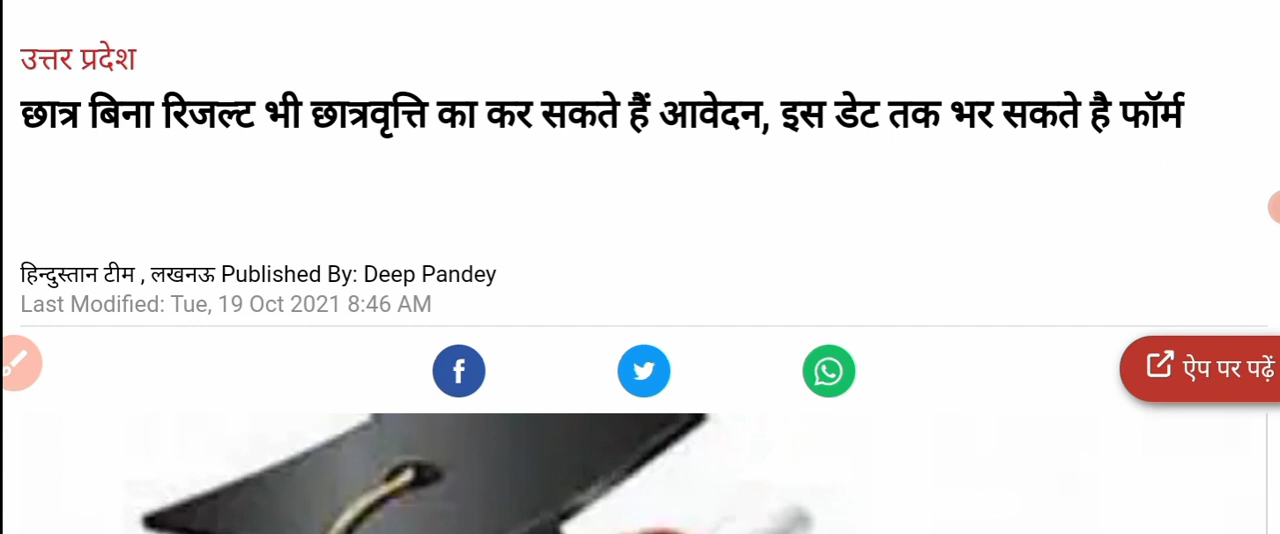 उत्तर प्रदेश
छात्र बिना रिजल्ट भी छात्रवृत्ति का कर सकते हैं आवेदन, इस डेट तक भर सकते है फॉर्म
हिन्दुस्तान टीम , लखनऊ Published By: Deep Pandey
Last Modified: Tue, 19 Oct 2021 8:46 AM
ऐप पर पढ़ें